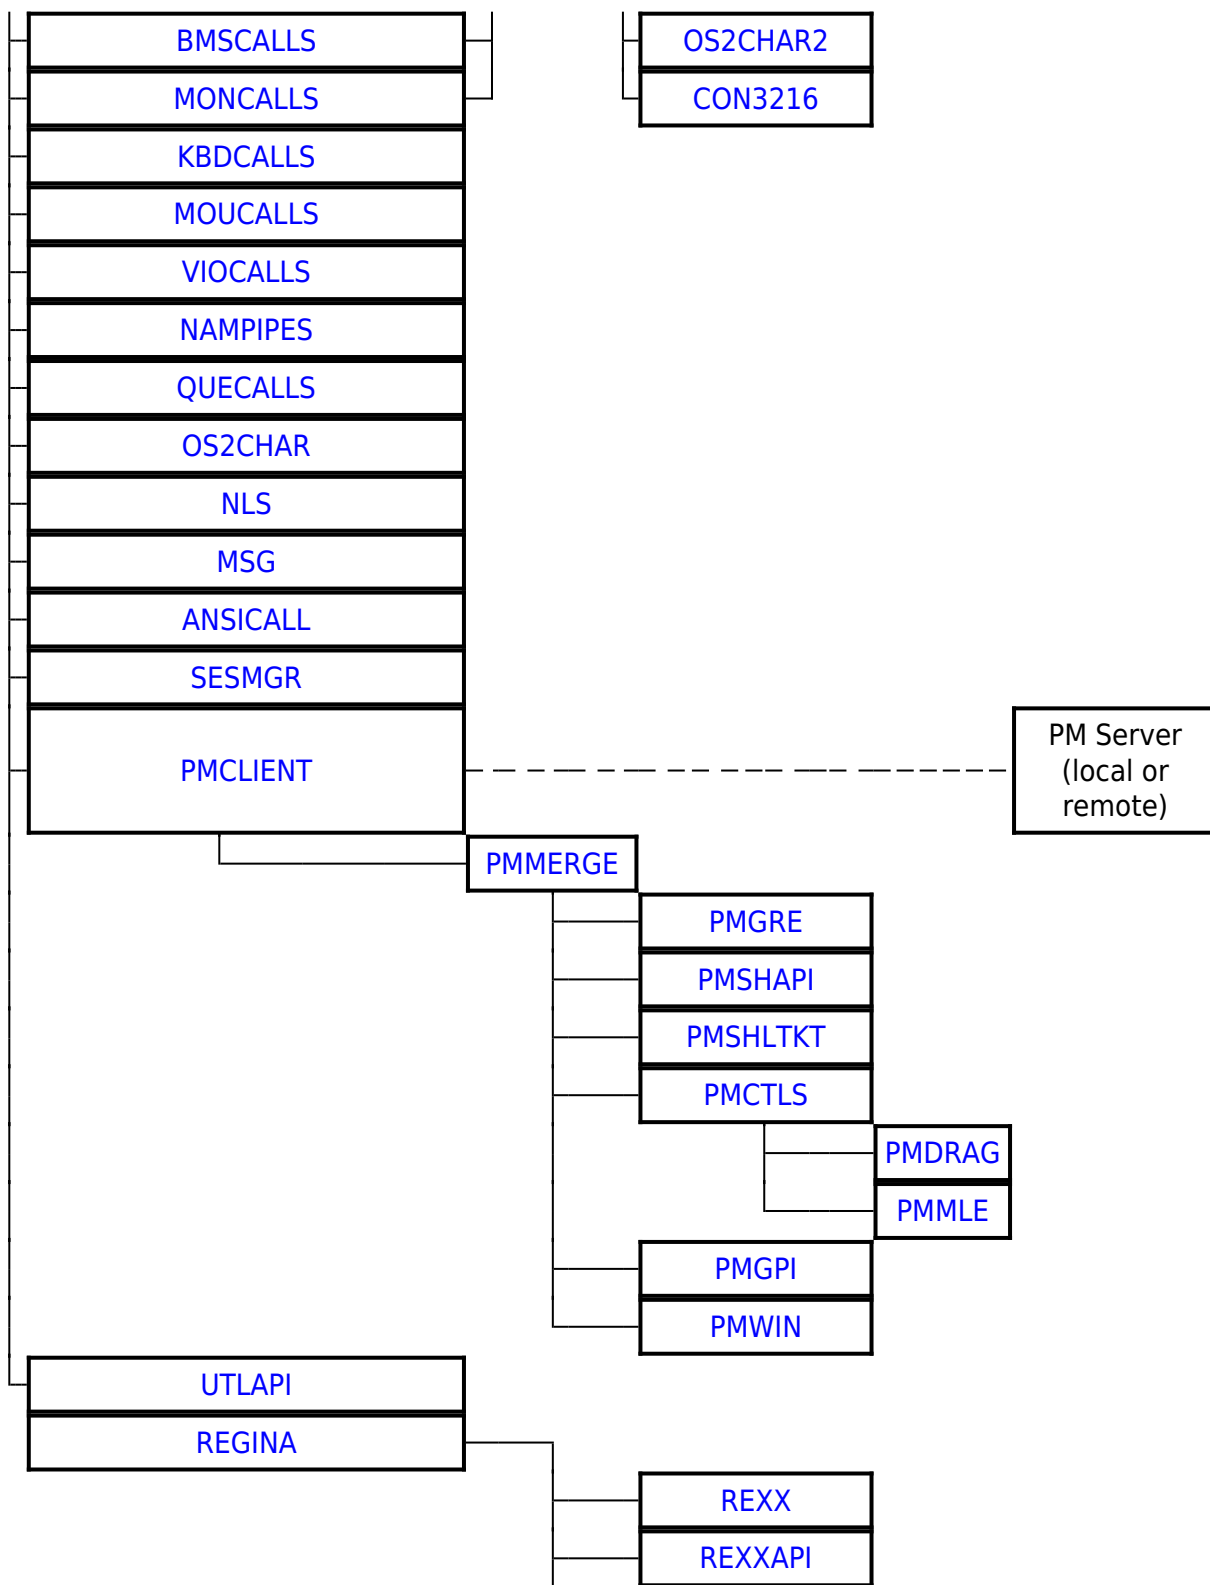 BMSCALLS
OS2CHAR2
MONCALLS
CON3216
KBDCALLS
MOUCALLS
VIOCALLS
NAMPIPES
QUECALLS
OS2CHAR
NLS
MSG
ANSICALL
SESMGR
PMCLIENT
PM Server
(local or
remote)
PMMERGE
PMGRE
PMSHAPI
PMSHLTKT
PMCTLS
PMDRAG
PMMLE
PMGPI
PMWIN
UTLAPI
REGINA
REXX
REXXAPI